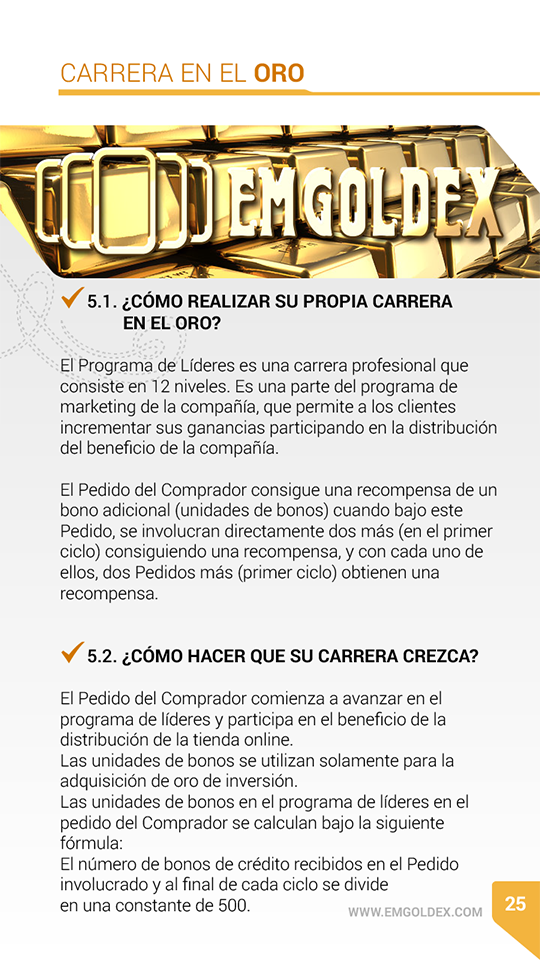 CARRERA EN EL ORO
EMGOLDEX
5.1. ¿CÓMO REALIZAR SU PROPIA CARRERA
EN EL ORO?
El Programa de Líderes es una carrera profesional que
consiste en 12 niveles. Es una parte del programa de
marketing de la compañía, que permite a los clientes
incrementar sus ganancias participando en la distribución
del beneficio de la compañía.
El Pedido del Comprador consigue una recompensa de un
bono adicional (unidades de bonos) cuando bajo este
Pedido, se involucran directamente dos más (en el primer
ciclo) consiguiendo una recompensa, y con cada uno de
ellos, dos Pedidos más (primer ciclo) obtienen una
recompensa.
5.2. ¿CÓMO HACER QUE SU CARRERA CREZCA?
El Pedido del Comprador comienza a avanzar en el
programa de líderes y participa en el beneficio de la
distribución de la tienda online.
Las unidades de bonos se utilizan solamente para la
adquisición de oro de inversión.
Las unidades de bonos en el programa de líderes en el
pedido del Comprador se calculan bajo la siguiente
fórmula:
El número de bonos de crédito recibidos en el Pedido
involucrado y al final de cada ciclo se divide
en una constante de 500.
WWW.EMGOLDEX.COM
25